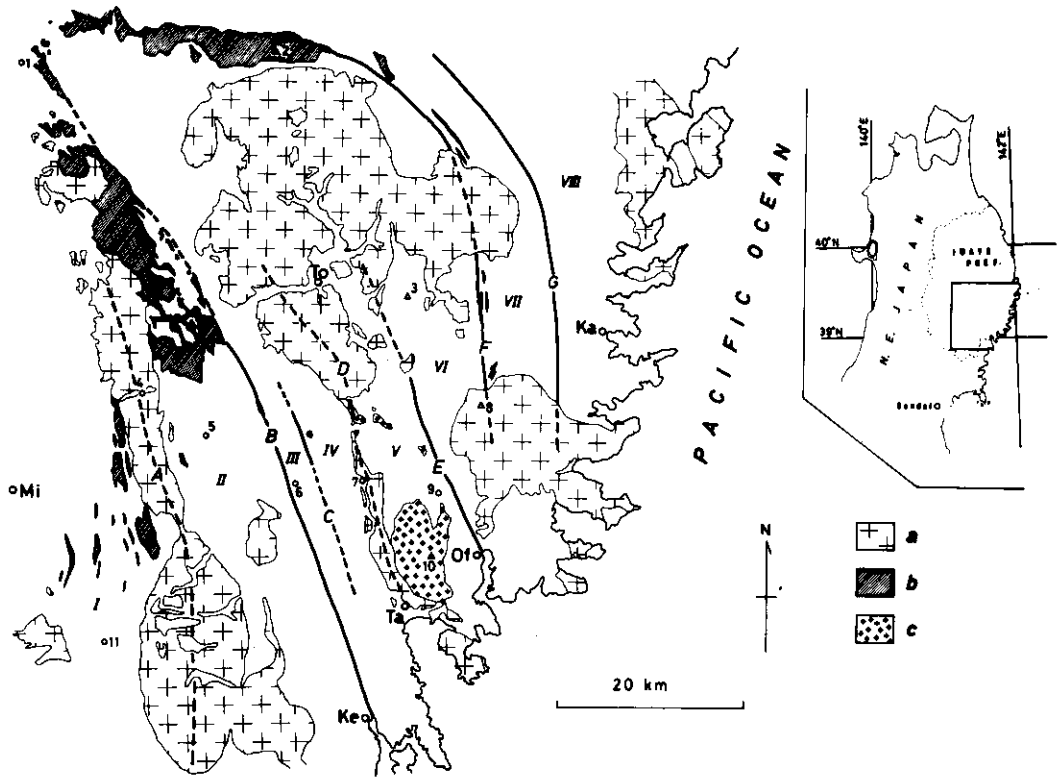 1
VIII
PACIFIC OCEAN
140°E
142°E
40°N
39°N
N.E. JAPAN
IWATE
PREF.
Sendai
To
3
VII
G
Ka
VI
D
F
8
A
5
B
III
IV
V
II
6
7
C
E
9
Mi
Of
10
I
11
Ta
Ke
N
a
b
c
20 km